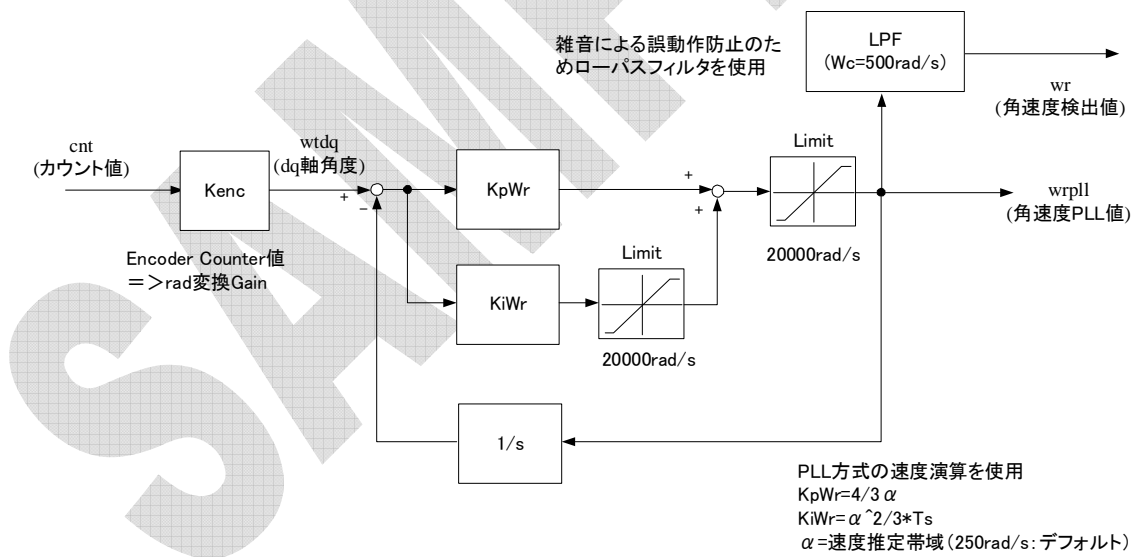 雑音による誤動作防止のた
めローパスフィルタを使用
LPF
(Wc=500rad/s)
wr
(角速度検出値)
cnt
(カウント値)
Kenc
wtdq
(dq軸角度)
+
−
KpWr
+
+
Limit
20000rad/s
wrpll
(角速度PLL値)
Encoder Counter値
=>rad変換Gain
KiWr
Limit
20000rad/s
1/s
PLL方式の速度演算を使用
KpWr=4/3α
KiWr=α^2/3*Ts
α=速度推定帯域(250rad/s:デフォルト)
SAMP